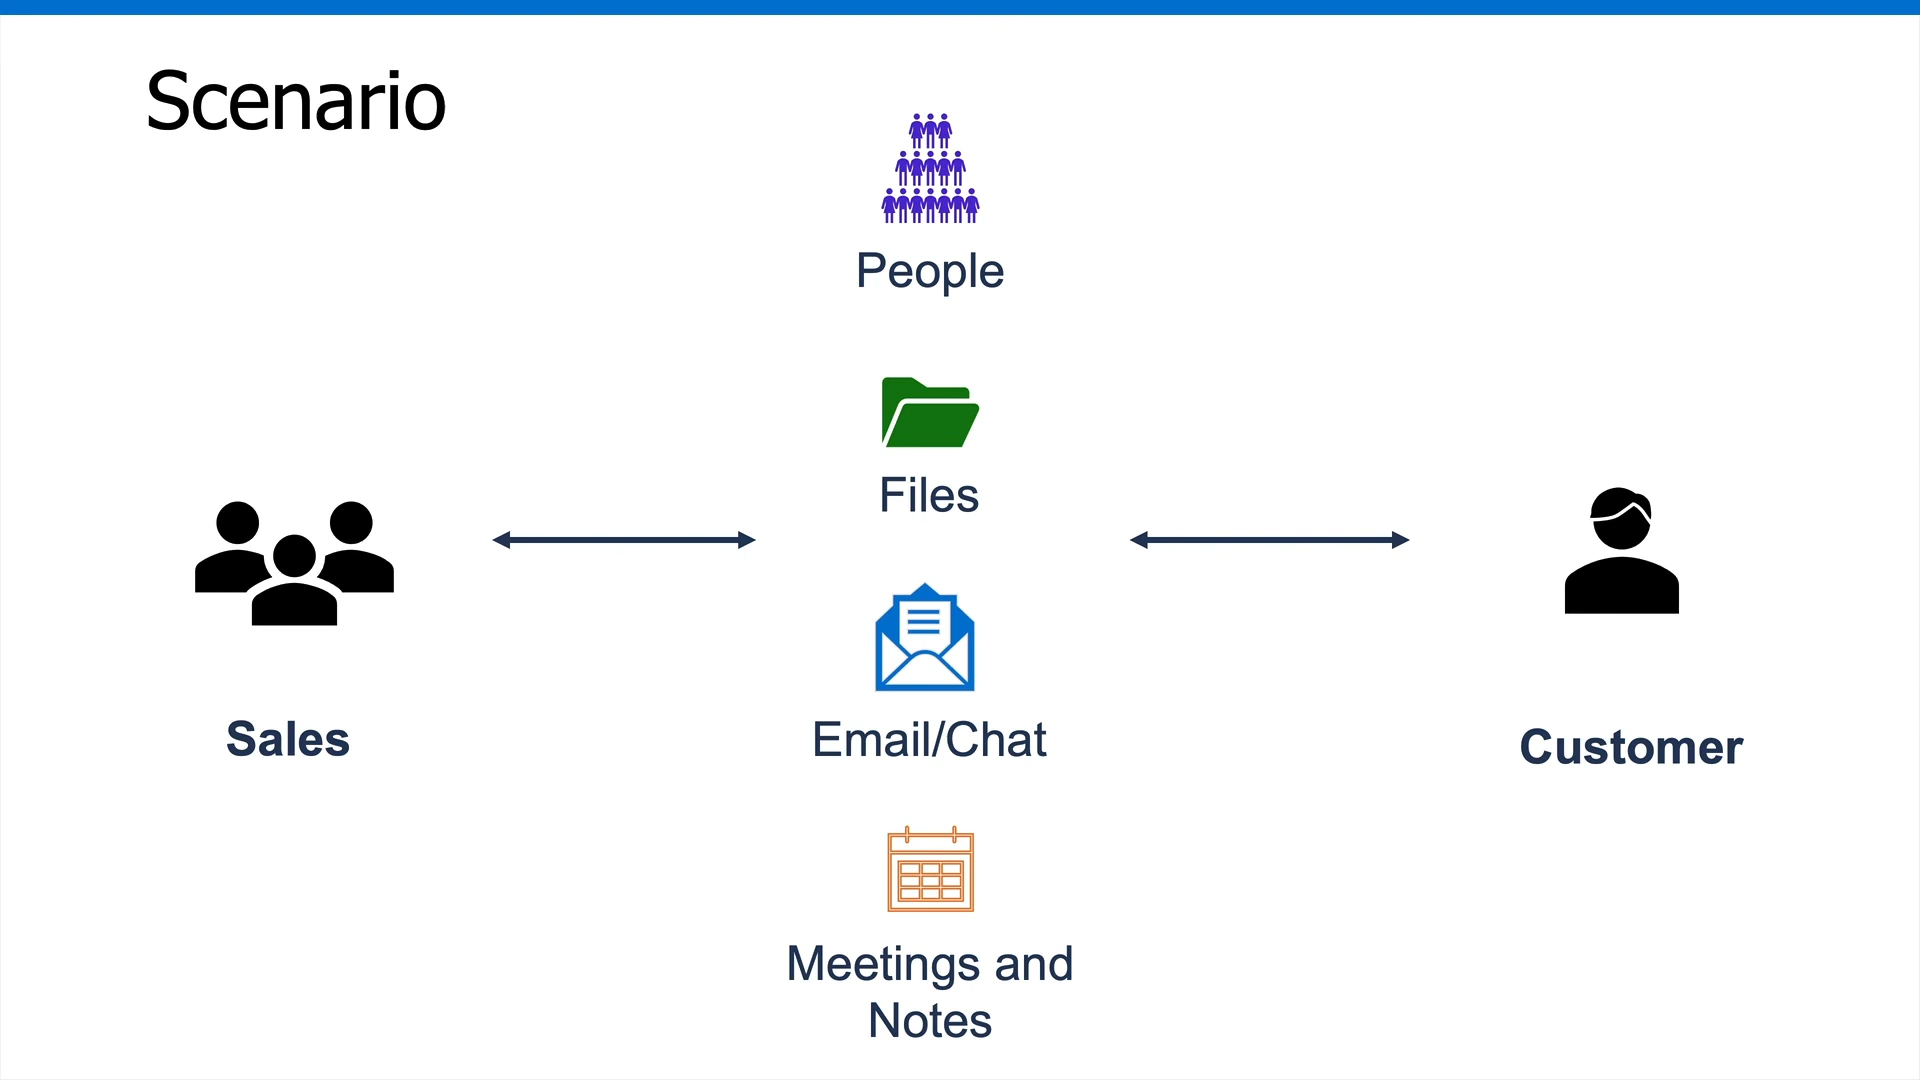 Scenario
People
Files
Email/Chat
Meetings and
Notes
Sales
Customer